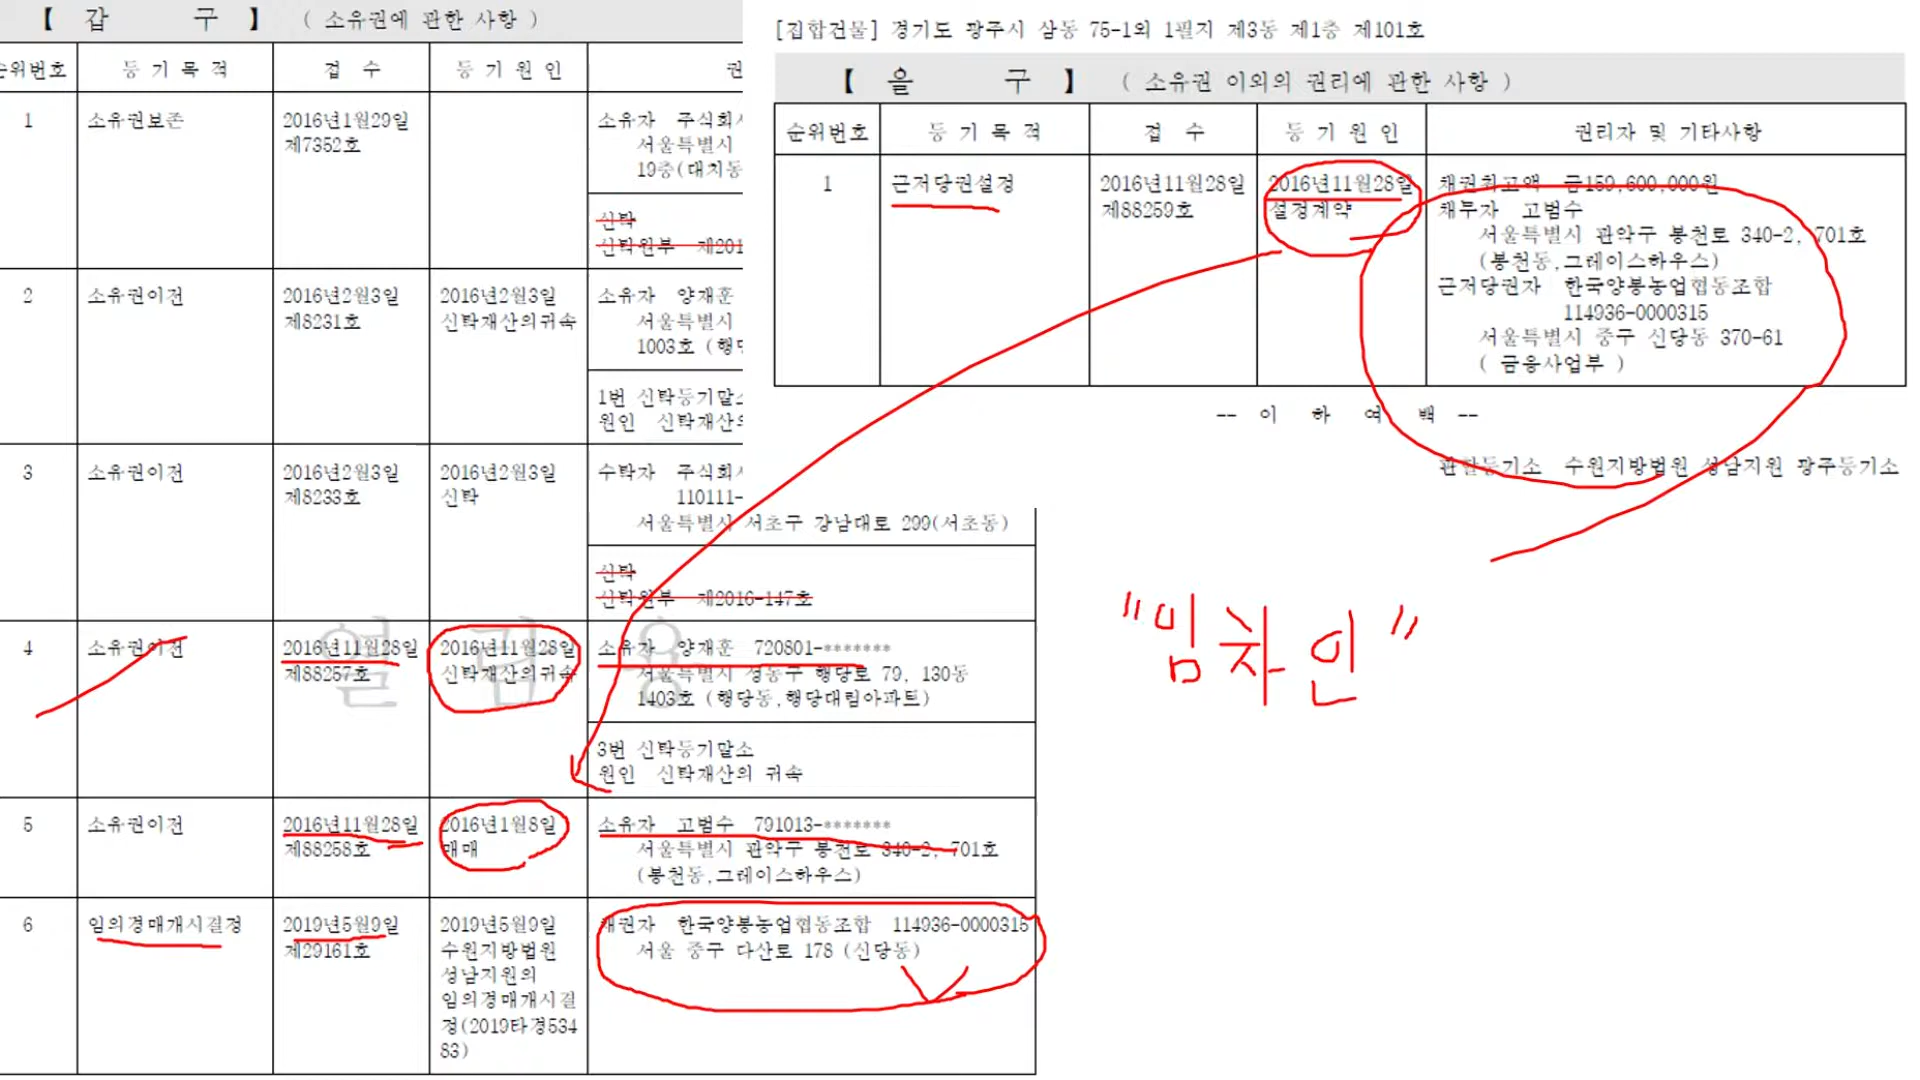 【 갑 구 】 ( 소유권에 관한 사항 )
순위번호 등 기 목 적 접 수 등 기 원 인 권
1 소유권보존 2016년1월29일 제7352호 소유자 주식회사
서울특별시
19층(대치동
신탁
신탁원부 제201
2 소유권이전 2016년2월3일 2016년2월3일 소유자 양재훈
제8231호 신탁재산의귀속 서울특별시
1003호 (행당
1번 신탁등기말소
원인 신탁재산의
3 소유권이전 2016년2월3일 2016년2월3일 수탁자 주식회사
제8233호 신탁 110111-
서울특별시 서초구 강남대로 299(서초동)
신탁
신탁원부 제2016-147호
4 소유권이전 2016년11월28일 2016년11월28일 소유자 양재훈 720801-*******
제88257호 신탁재산의귀속 서울특별시 성동구 행당로 79, 130동
1403호 (행당동,행당대림아파트)
3번 신탁등기말소
원인 신탁재산의 귀속
열 람 용
5 소유권이전 2016년11월28일 2016년1월8일 소유자 고범수 791013-*******
제88258호 매매 서울특별시 관악구 봉천로 340-2, 701호
(봉천동,그레이스하우스)
6 임의경매개시결정 2019년5월9일 2019년5월9일 채권자 한국양봉농업협동조합 114936-0000315
제29161호 수원지방법원 서울 중구 다산로 178 (신당동)
성남지원의
임의경매개시결
정(2019타경534
83)
[집합건물] 경기도 광주시 삼동 75-1외 1필지 제3동 제1층 제101호
【 을 구 】 ( 소유권 이외의 권리에 관한 사항 )
순위번호 등 기 목 적 접 수 등 기 원 인 권리자 및 기타사항
1 근저당권설정 2016년11월28일 2016년11월28일 채권최고액 금159,600,000원
제88259호 설정계약 채무자 고범수
서울특별시 관악구 봉천로 340-2, 701호
(봉천동,그레이스하우스)
근저당권자 한국양봉농업협동조합
114936-0000315
서울특별시 중구 신당동 370-61
( 금융사업부 )
-- 이 하 여 백 --
관할등기소 수원지방법원 성남지원 광주등기소
"임차인"